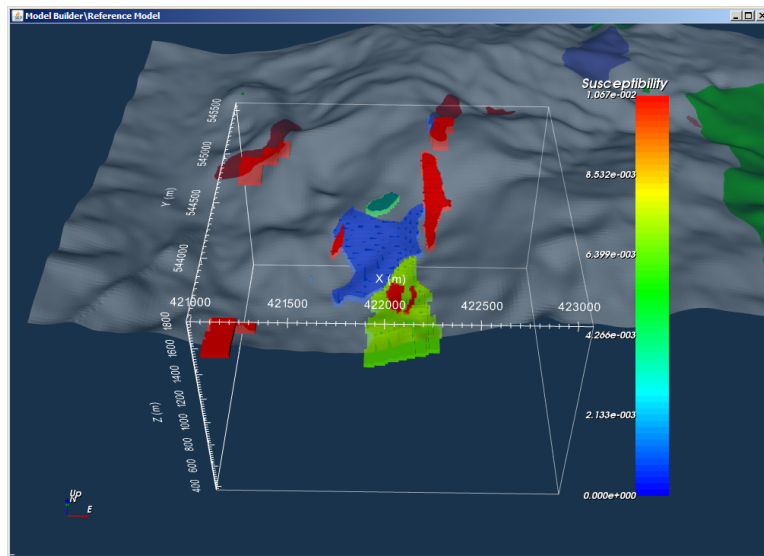 Model Builder\Reference Model
Susceptibility
1.067e-002
8.532e-003
6.399e-003
4.266e-003
2.133e-003
0.000e+000
545500
545000
544500
544000
Y (m)
X (m)
421000
421500
422000
422500
423000
1800
1600
1400
1200
1000
800
600
400
Z (m)
UP
N
E